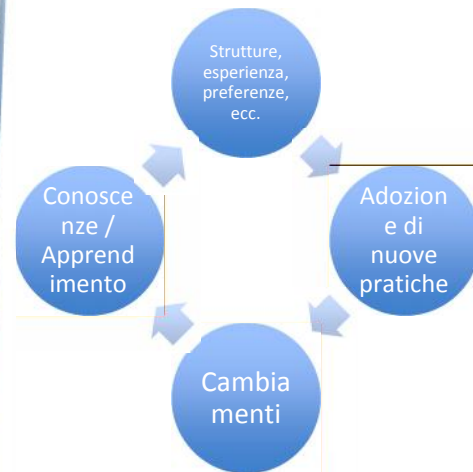 Strutture,
esperienza,
preferenze,
ecc.
Adozion
e di
nuove
pratiche
Cambia
menti
Conosce
nze /
Apprend
imento